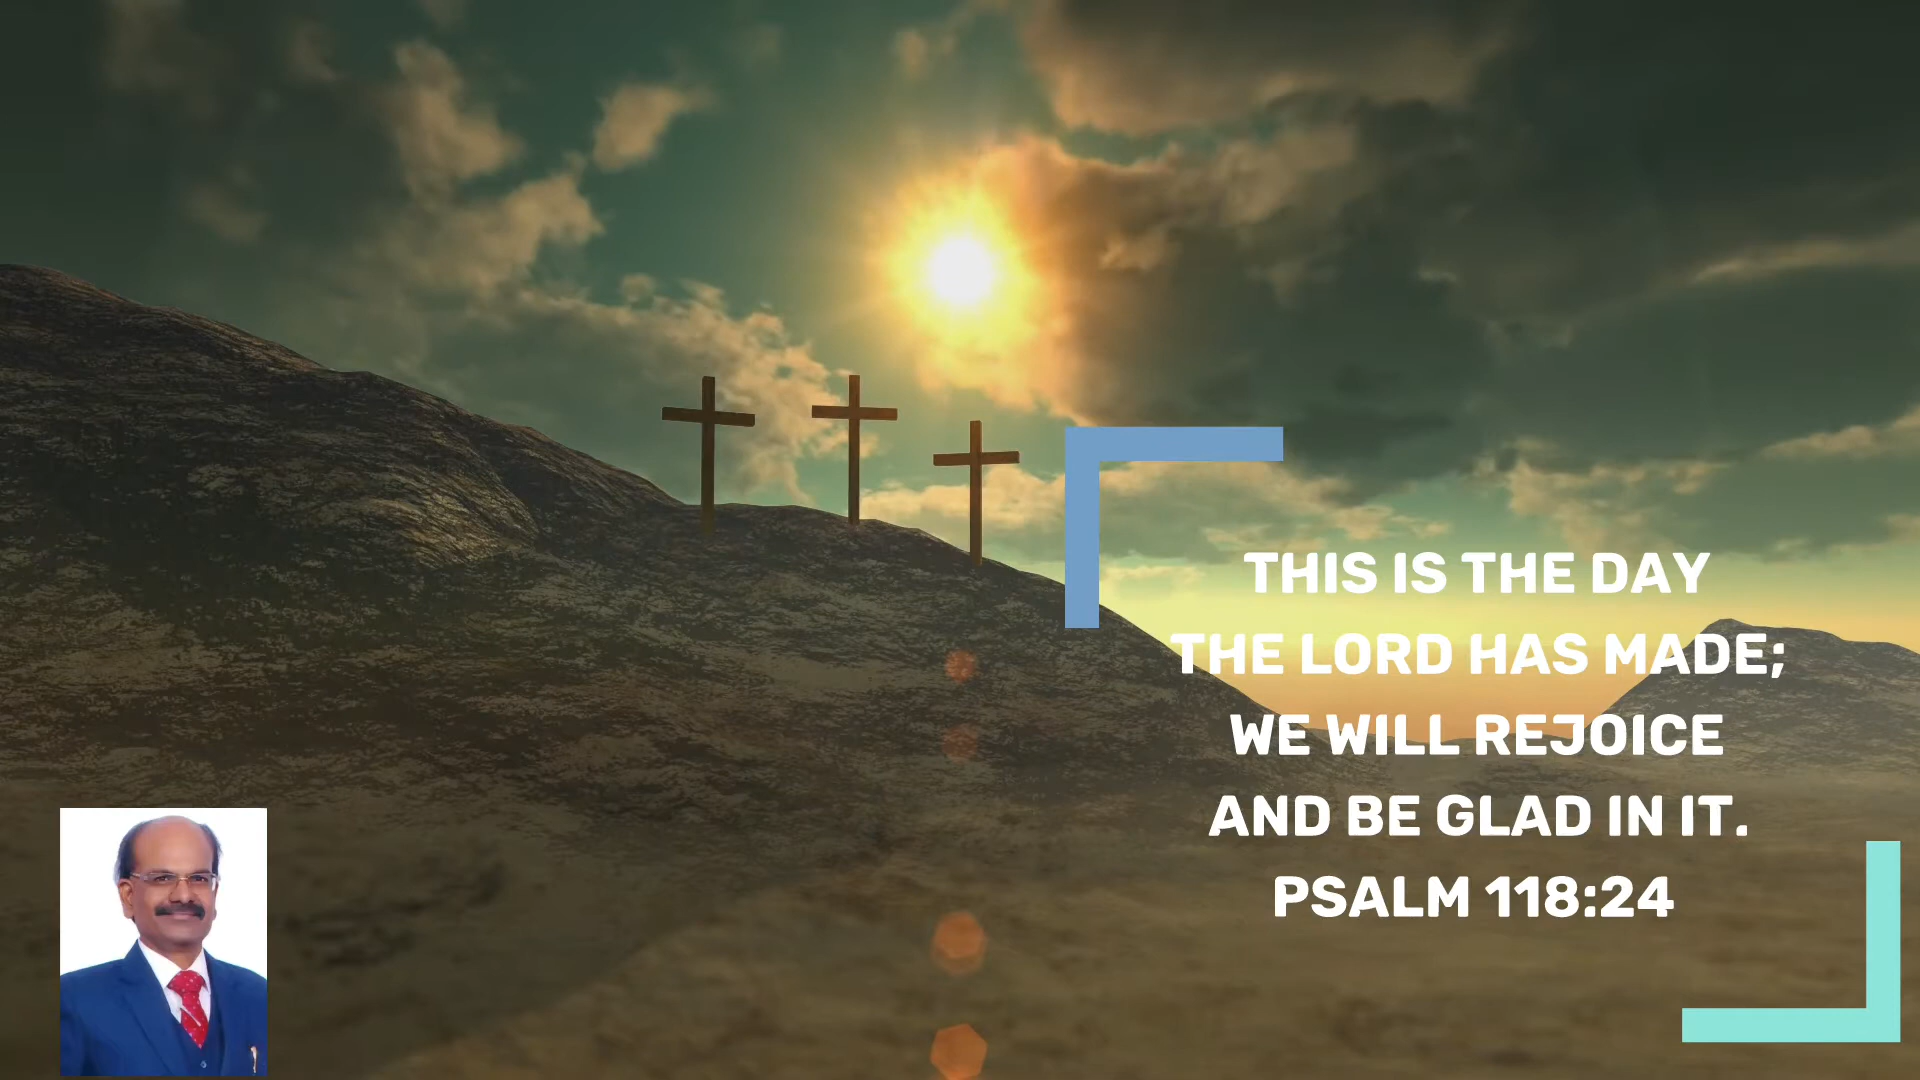 THIS IS THE DAY
THE LORD HAS MADE;
WE WILL REJOICE
AND BE GLAD IN IT.
PSALM 118:24